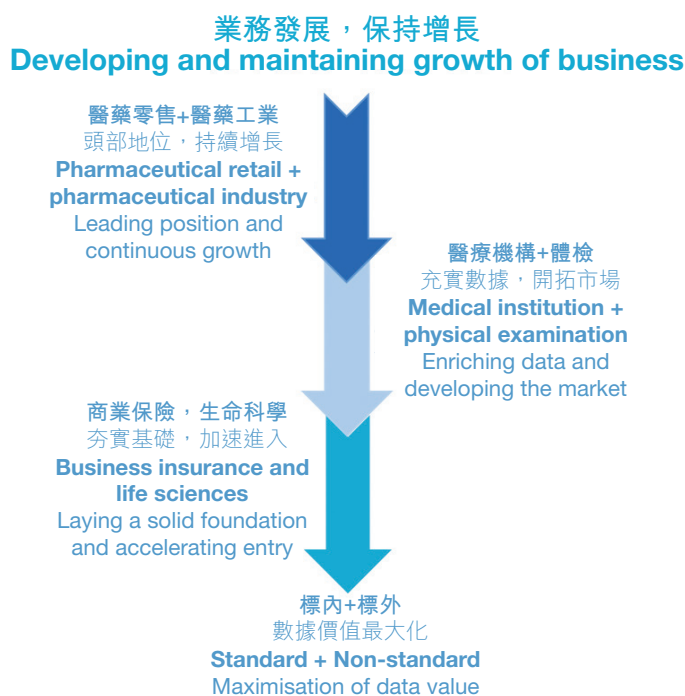 業務發展，保持增長
Developing and maintaining growth of business
醫藥零售+醫藥工業
頭部地位，持續增長
Pharmaceutical retail +
pharmaceutical industry
Leading position and
continuous growth
醫療機構+體檢
充實數據，開拓市場
Medical institution +
physical examination
Enriching data and
developing the market
商業保險，生命科學
夯實基礎，加速進入
Business insurance and
life sciences
Laying a solid foundation
and accelerating entry
標內+標外
數據價值最大化
Standard + Non-standard
Maximisation of data value